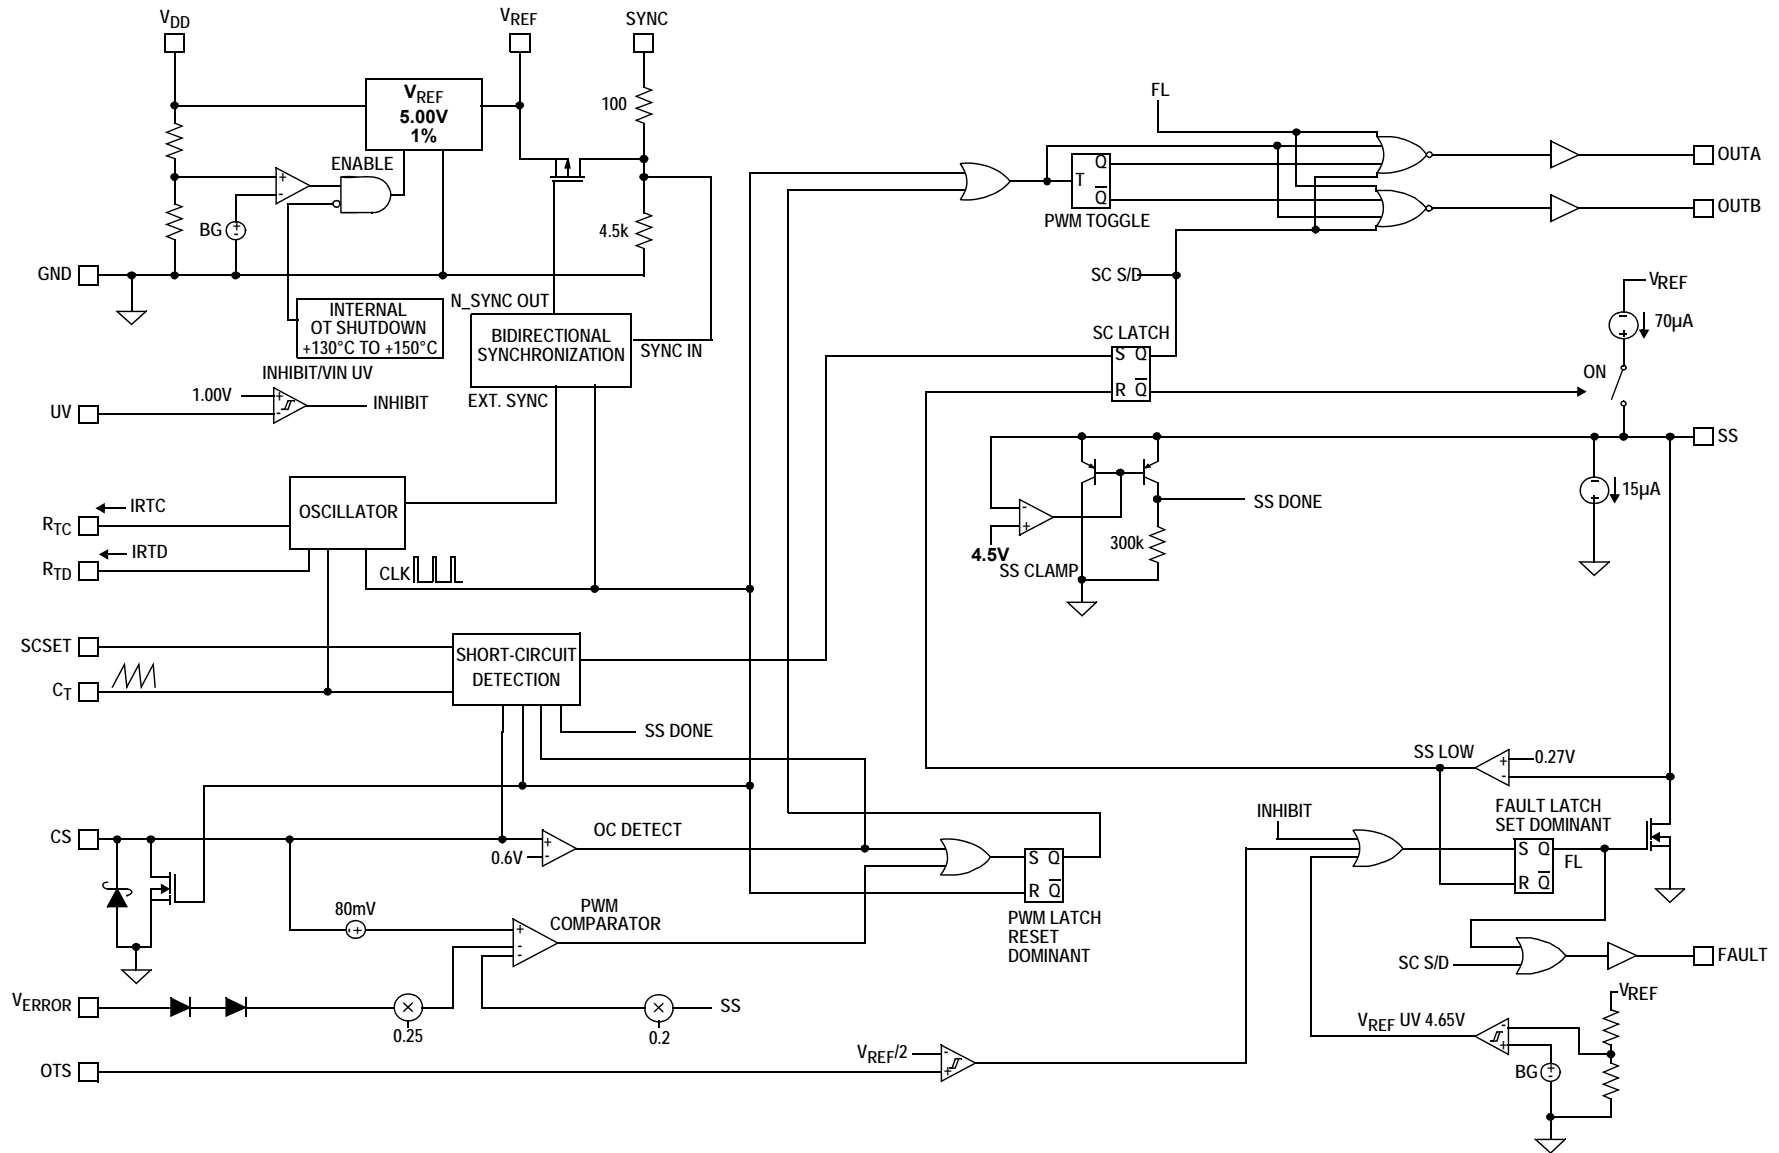 VDD
VREF
SYNC
VREF
5.00V
1%
100
FL
ENABLE
OUTA
Q
T
Q
PWM TOGGLE
OUTB
BG
+
-
4.5k
GND
SC S/D
N_SYNC OUT
INTERNAL
OT SHUTDOWN
+130°C TO +150°C
BIDIRECTIONAL
SYNCHRONIZATION
SYNC IN
SC LATCH
S Q
R Q
VREF
70µA
ON
INHIBIT/VIN UV
1.00V
+
-
INHIBIT
EXT. SYNC
UV
SS
15µA
IRTC
RTC
OSCILLATOR
IRTD
RTD
CLK
-
+
4.5V
SS CLAMP
SS DONE
300k
SCSET
SHORT-CIRCUIT
DETECTION
CT
SS DONE
SS LOW
+
-
0.27V
CS
OC DETECT
+
-
0.6V
S Q
R Q
PWM LATCH
RESET
DOMINANT
INHIBIT
FAULT LATCH
SET DOMINANT
S Q
R Q
FL
80mV
PWM
COMPARATOR
+
-
-
SC S/D
FAULT
VERROR
×
0.25
×
0.2
SS
VREF
VREF UV 4.65V
-
+
BG
VREF/2
-
+
OTS